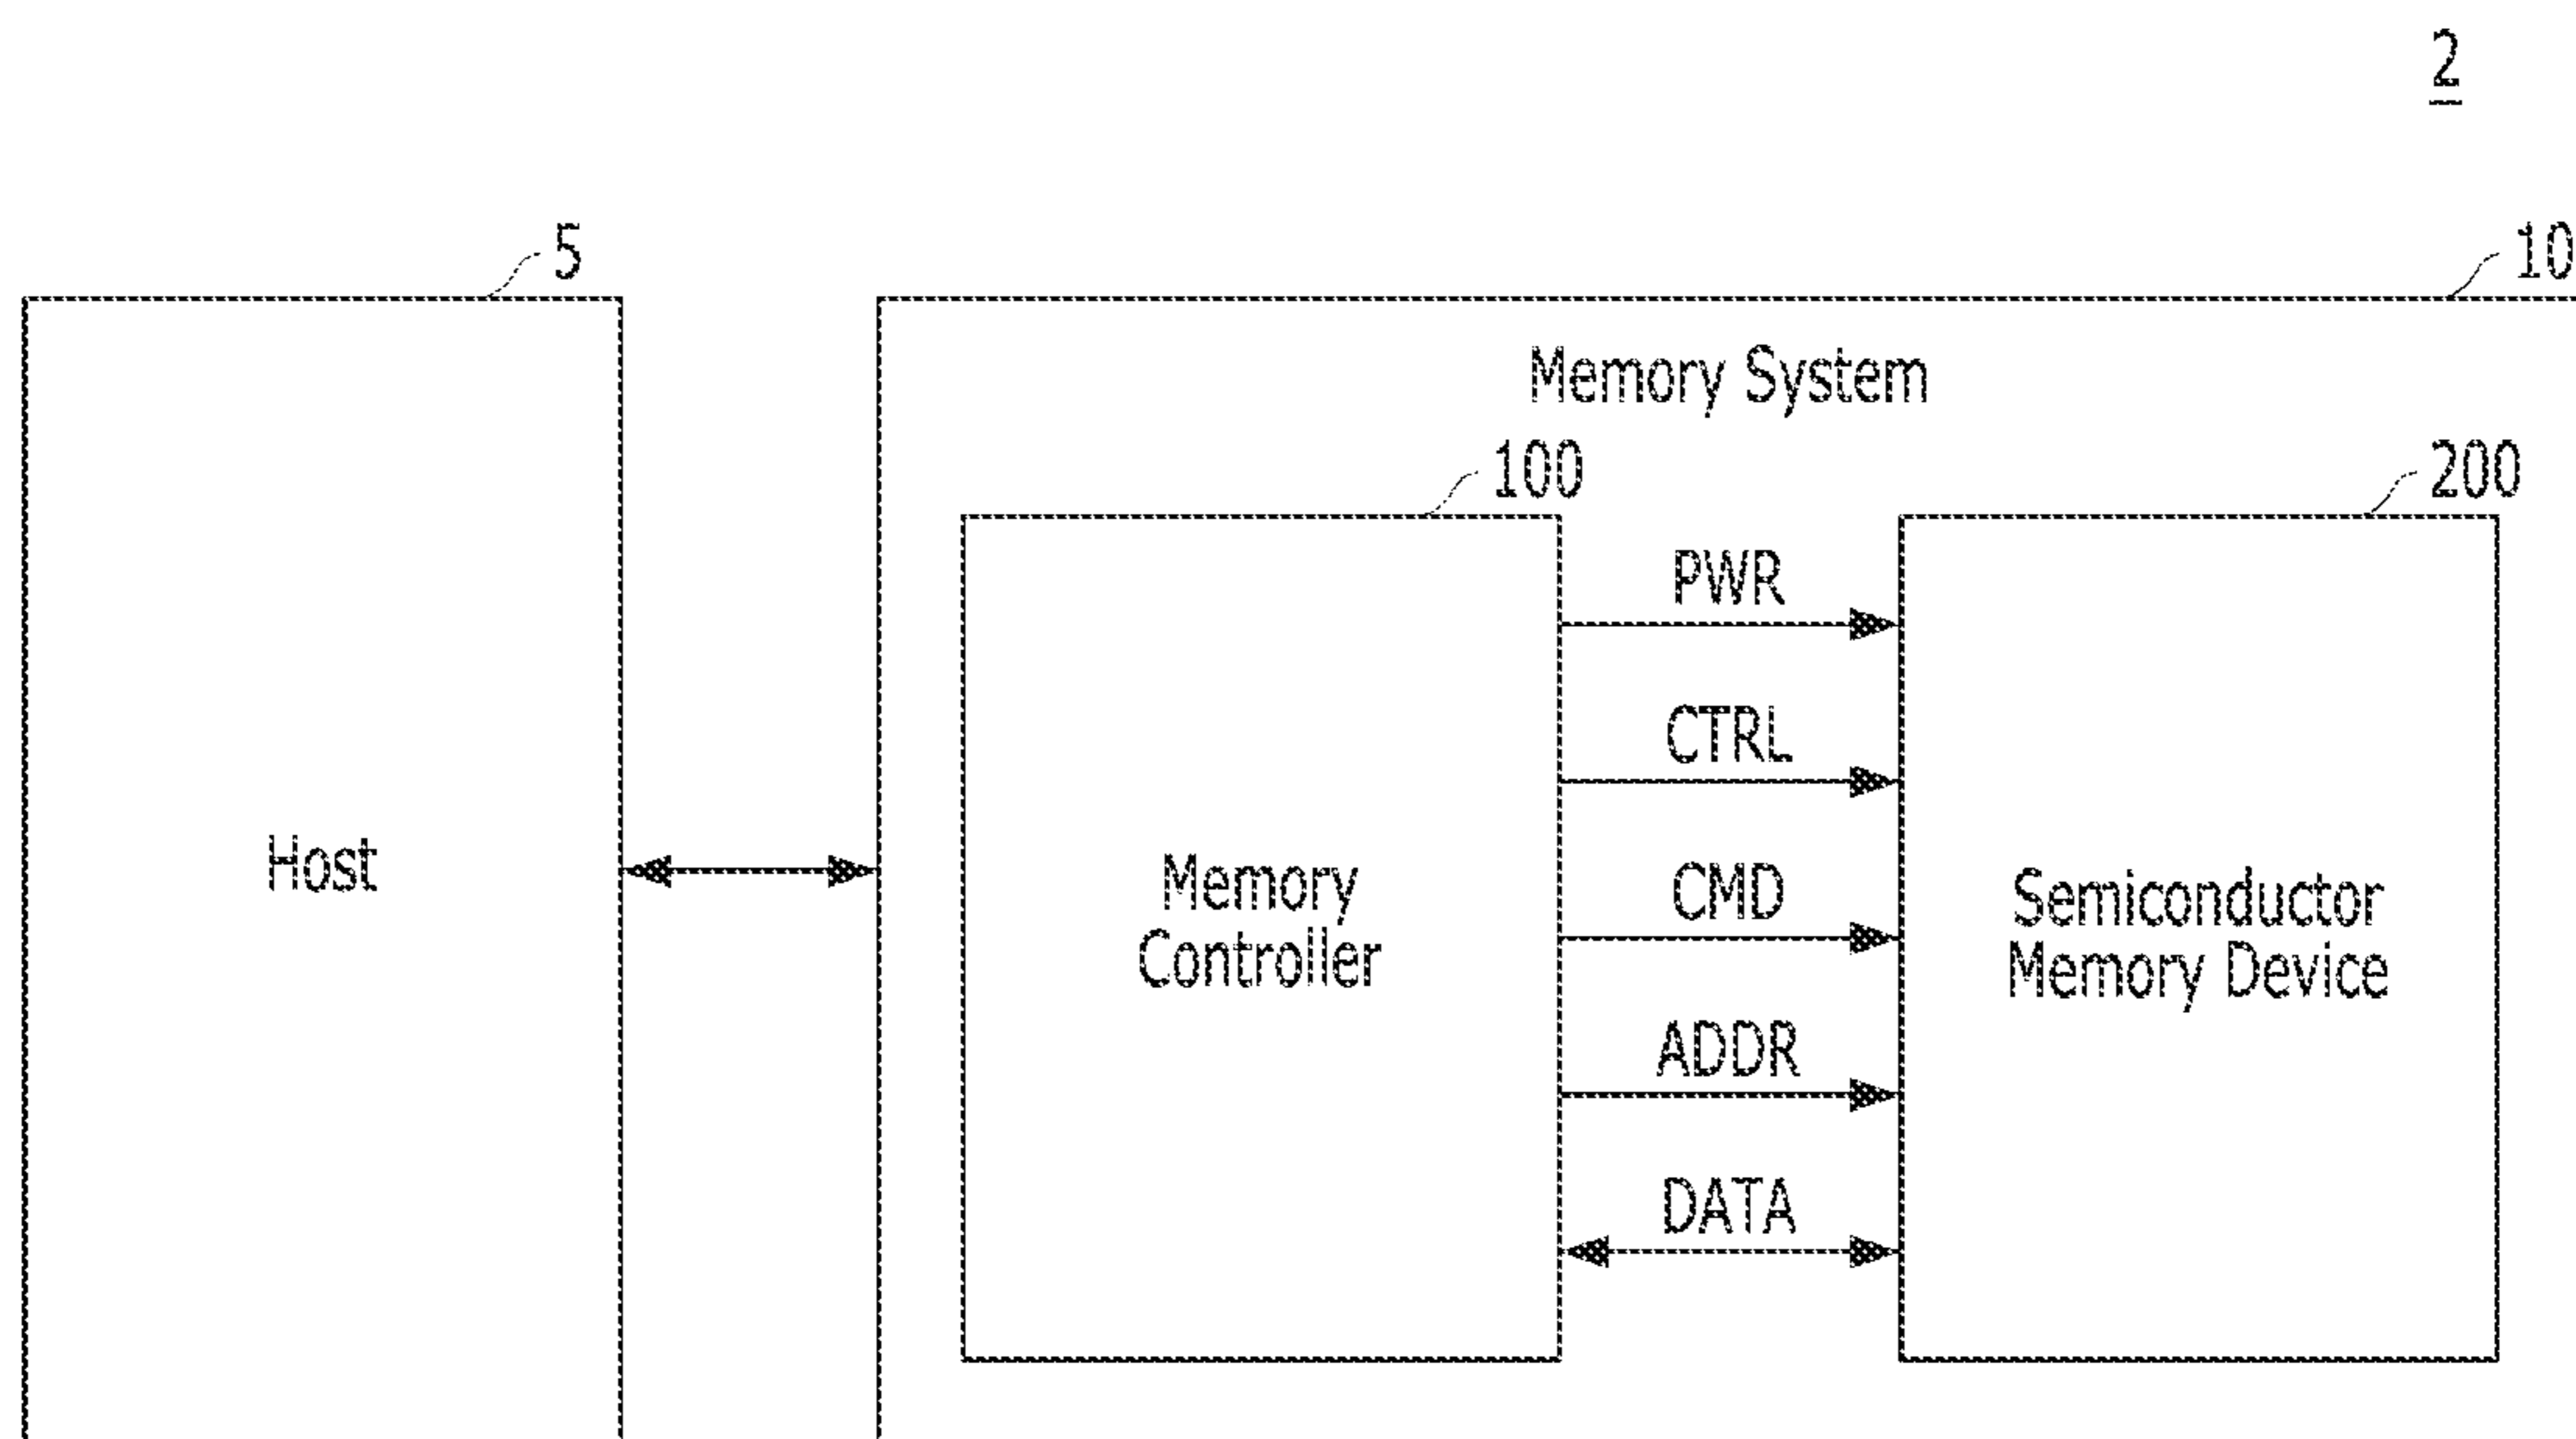 2
5
10
Memory System
100
200
PWR
CTRL
Host
Memory
Controller
CMD
Semiconductor
Memory Device
ADDR
DATA